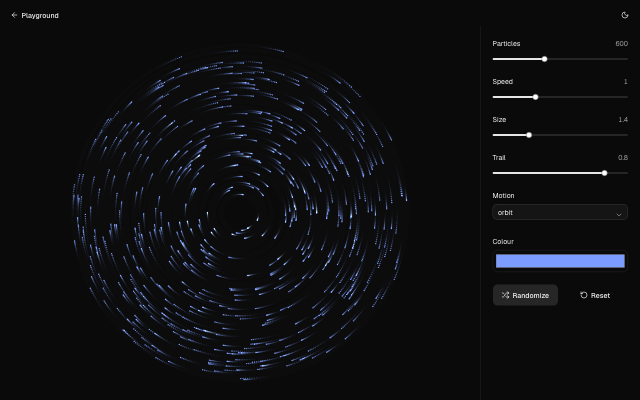 Playground
Particles 600
Speed 1
Size 1.4
Trail 0.8
Motion
orbit
Colour
Randomize Reset